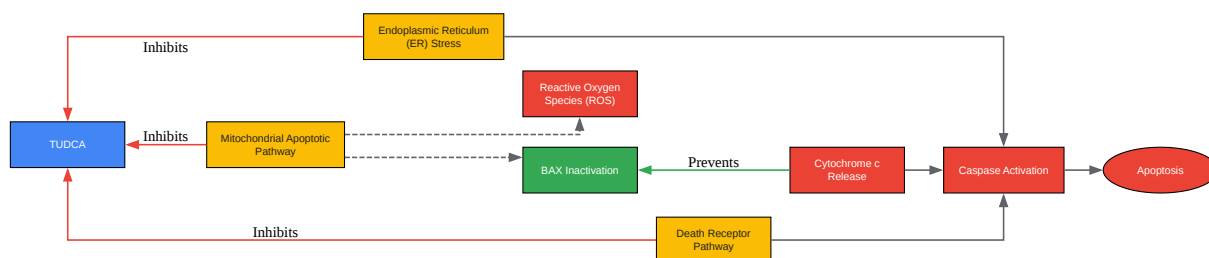 Endoplasmic Reticulum
(ER) Stress
Inhibits
Reactive Oxygen
Species (ROS)
TUDCA
Inhibits
Mitochondrial Apoptotic
Pathway
BAX Inactivation
Prevents
Cytochrome c
Release
Caspase Activation
Apoptosis
Inhibits
Death Receptor
Pathway